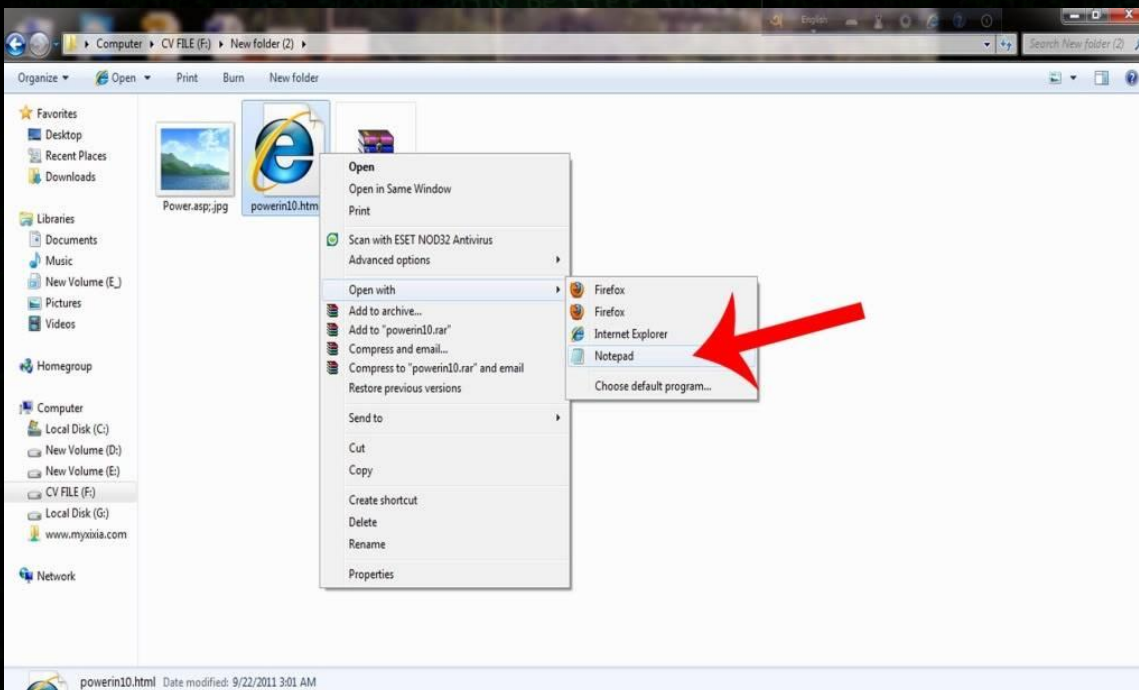 English
Computer ▸ CV FILE (F:) ▸ New folder (2) ▸
Search New folder (2)
Organize ▾ Open ▾ Print Burn New folder
Favorites
Desktop
Recent Places
Downloads
Libraries
Documents
Music
New Volume (E_)
Pictures
Videos
Homegroup
Computer
Local Disk (C:)
New Volume (D:)
New Volume (E:)
CV FILE (F:)
Local Disk (G:)
www.myxixia.com
Network
Power.asp;.jpg
powerin10.htm
Open
Open in Same Window
Print
Scan with ESET NOD32 Antivirus
Advanced options
Open with
Add to archive...
Add to "powerin10.rar"
Compress and email...
Compress to "powerin10.rar" and email
Restore previous versions
Send to
Cut
Copy
Create shortcut
Delete
Rename
Properties
Firefox
Firefox
Internet Explorer
Notepad
Choose default program...
powerin10.html Date modified: 9/22/2011 3:01 AM